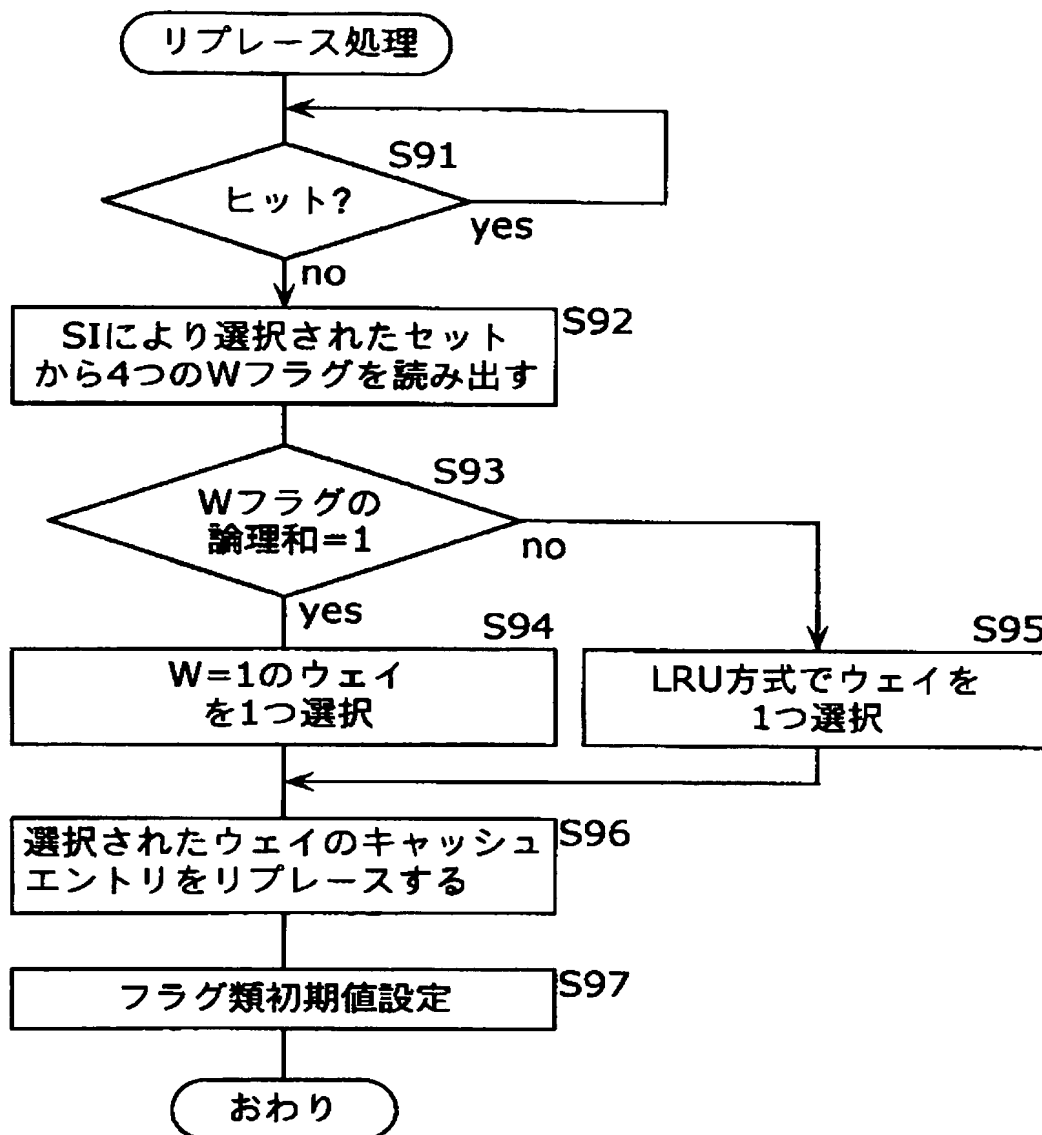 リプレース処理
S91
ヒット?
yes
no
S92
SIにより選択されたセット
から4つのWフラグを読み出す
S93
Wフラグの
論理和=1
no
yes
S94
W=1のウェイ
を1つ選択
S95
LRU方式でウェイを
1つ選択
S96
選択されたウェイのキャッシュ
エントリをリプレースする
S97
フラグ類初期値設定
おわり